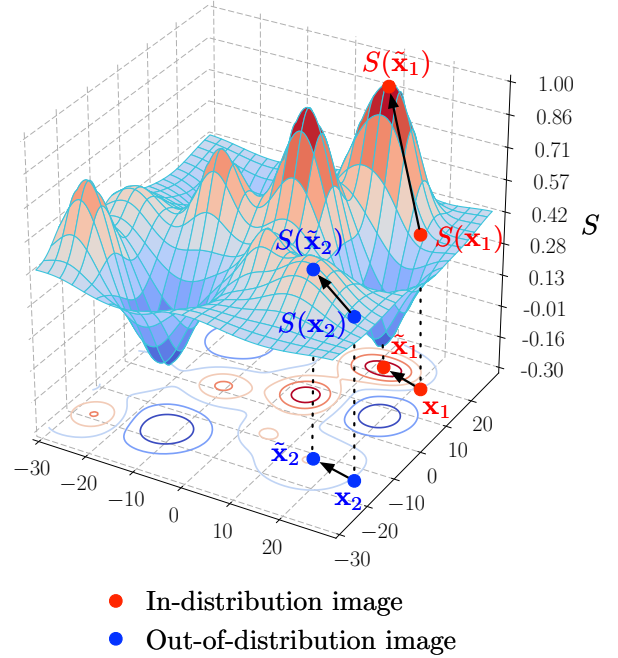 S(x̃₁)
1.00
0.86
0.71
0.57
0.42
S
S(x₁)
0.28
S(x̃₂)
0.13
-0.01
S(x₂)
-0.16
x̃₁
-0.30
x₁
20
10
x̃₂
0
-30
-20
-10
x₂
-10
0
10
20
-30
In-distribution image
Out-of-distribution image